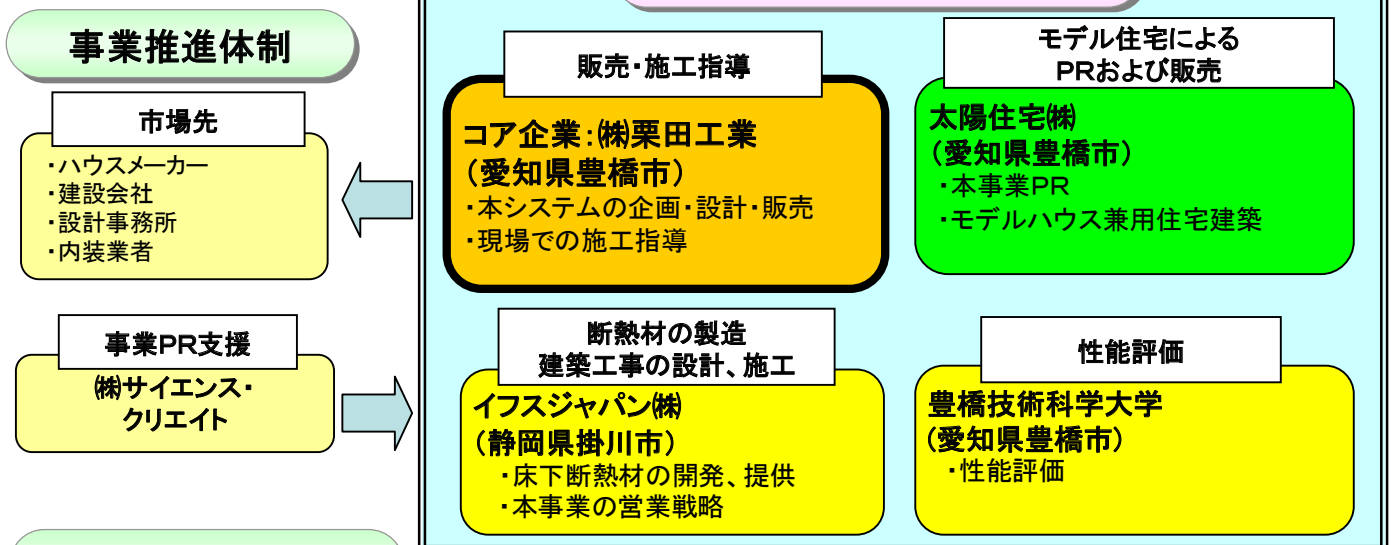 事業推進体制
市場先
・ハウスメーカー
・建設会社
・設計事務所
・内装業者
事業PR支援
㈱サイエンス・
クリエイト
販売・施工指導
コア企業：㈱栗田工業
（愛知県豊橋市）
・本システムの企画・設計・販売
・現場での施工指導
モデル住宅による
PRおよび販売
太陽住宅㈱
（愛知県豊橋市）
・本事業PR
・モデルハウス兼用住宅建築
断熱材の製造
建築工事の設計、施工
イフスジャパン㈱
（静岡県掛川市）
・床下断熱材の開発、提供
・本事業の営業戦略
性能評価
豊橋技術科学大学
（愛知県豊橋市）
・性能評価